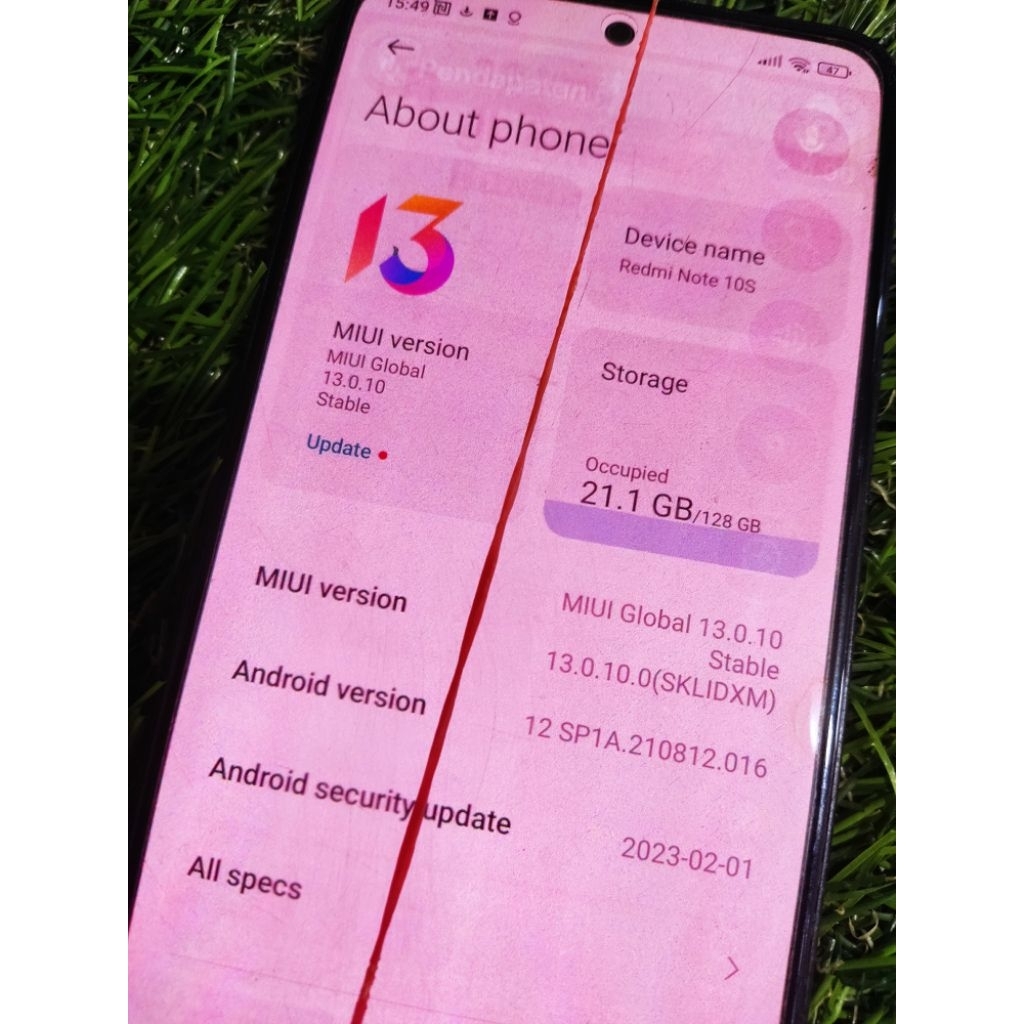 15:49
47
Pendapatan
About phone
13
Device name
Redmi Note 10S
MIUI version
MIUI Global
13.0.10
Stable
Update
Storage
Occupied
21.1 GB/128 GB
MIUI version
MIUI Global 13.0.10
Stable
13.0.10.0(SKLIDXM)
Android version
12 SP1A.210812.016
Android security update
2023-02-01
All specs